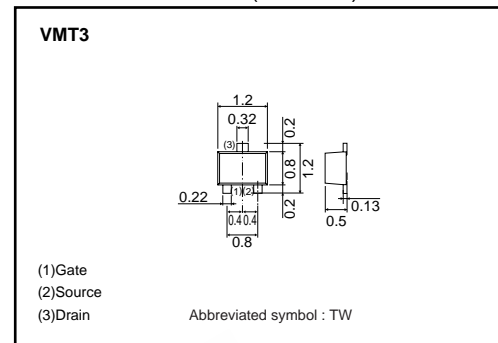 VMT3
1.2
0.32
0.2
(3)
0.8
1.2
(1) (2)
0.22
0.2
0.13
0.4 0.4
0.5
0.8
(1)Gate
(2)Source
(3)Drain
Abbreviated symbol : TW